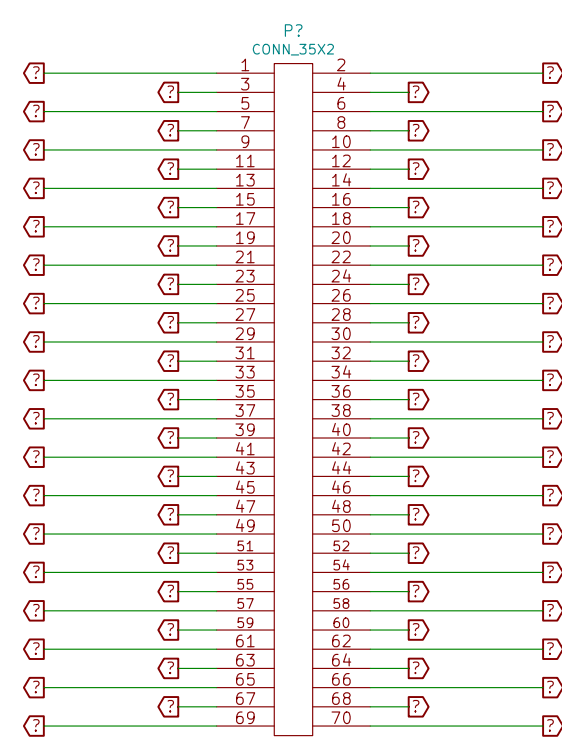 P?
CONN_35X2
? 1 2 ?
? 3 4 ?
? 5 6 ?
? 7 8 ?
? 9 10 ?
? 11 12 ?
? 13 14 ?
? 15 16 ?
? 17 18 ?
? 19 20 ?
? 21 22 ?
? 23 24 ?
? 25 26 ?
? 27 28 ?
? 29 30 ?
? 31 32 ?
? 33 34 ?
? 35 36 ?
? 37 38 ?
? 39 40 ?
? 41 42 ?
? 43 44 ?
? 45 46 ?
? 47 48 ?
? 49 50 ?
? 51 52 ?
? 53 54 ?
? 55 56 ?
? 57 58 ?
? 59 60 ?
? 61 62 ?
? 63 64 ?
? 65 66 ?
? 67 68 ?
? 69 70 ?